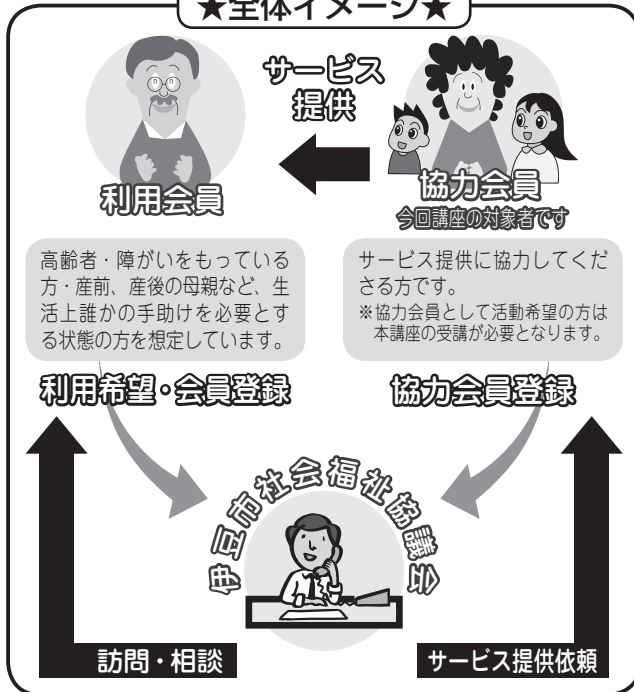 ★全体イメージ★
サービス
提供
利用会員
協力会員
今回講座の対象者です
高齢者・障がいをもっている
方・産前、産後の母親など、生
活上誰かの手助けを必要とす
る状態の方を想定しています。
サービス提供に協力してくだ
さる方です。
※協力会員として活動希望の方は
本講座の受講が必要となります。
利用希望・会員登録
協力会員登録
伊豆市社会福祉協議会
訪問・相談
サービス提供依頼